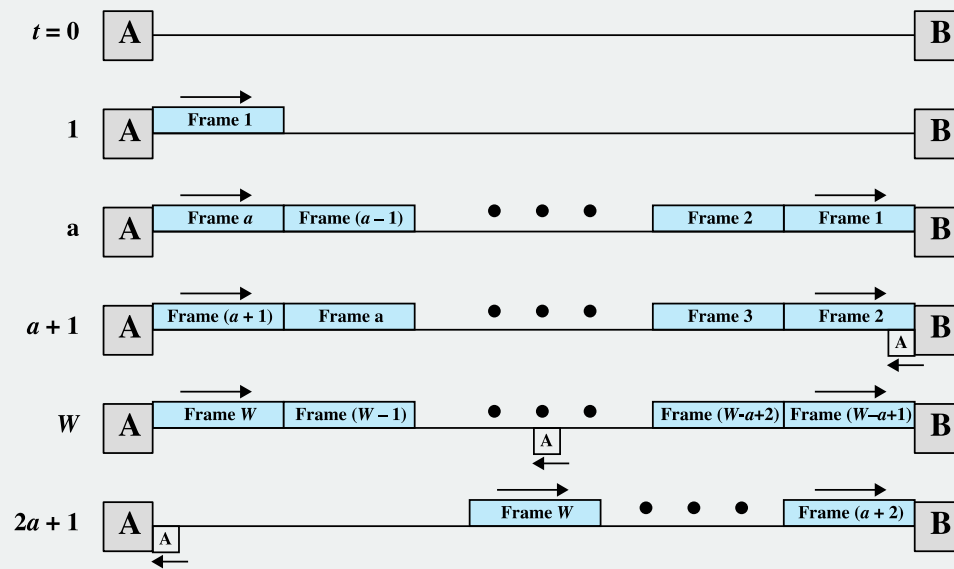 t = 0 A B
1 A Frame 1 B
a A Frame a Frame (a – 1) • • • Frame 2 Frame 1 B
a + 1 A Frame (a + 1) Frame a • • • Frame 3 Frame 2 B
A
W A Frame W Frame (W – 1) • • • Frame (W-a+2) Frame (W–a+1) B
A
2a + 1 A Frame W • • • Frame (a + 2) B
A